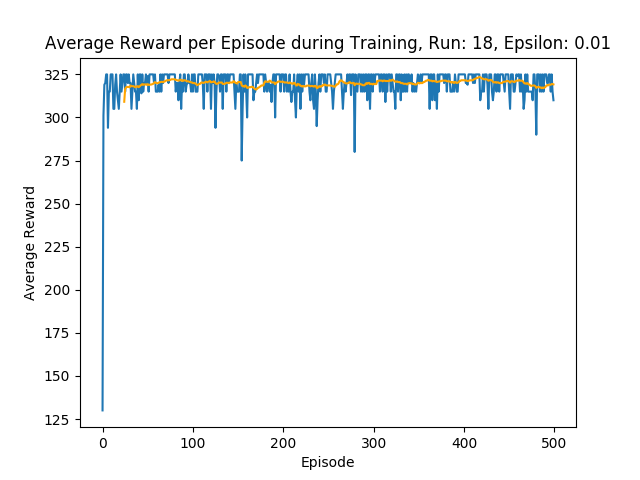 Average Reward per Episode during Training, Run: 18, Epsilon: 0.01
325
300
275
250
225
200
175
150
125
Average Reward
0 100 200 300 400 500
Episode